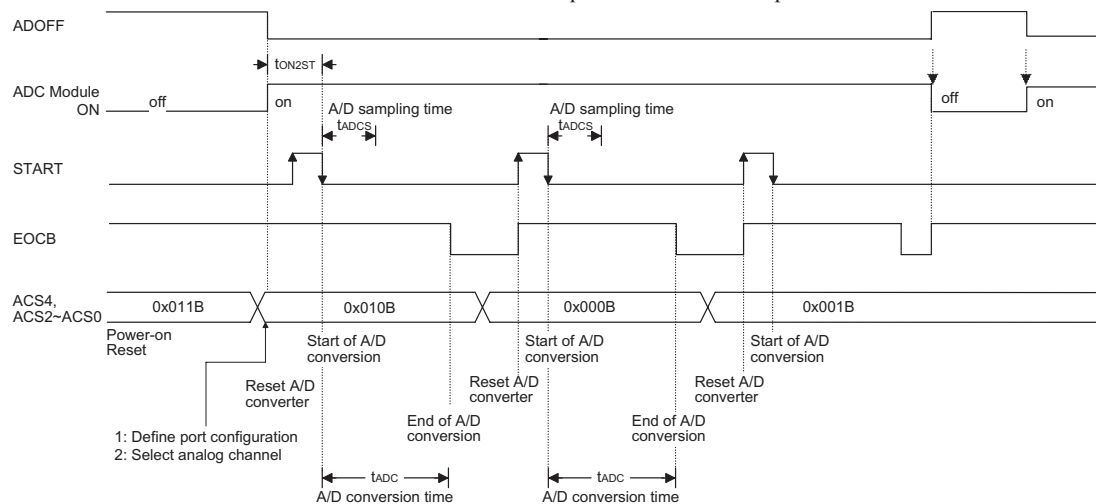 ADOFF
tON2ST
ADC Module
ON
off
on
A/D sampling time
tADCS
A/D sampling time
tADCS
off
on
START
EOCB
ACS4,
ACS2~ACS0
0x011B
0x010B
0x000B
0x001B
Power-on
Reset
Start of A/D
conversion
Start of A/D
conversion
Start of A/D
conversion
Reset A/D
converter
Reset A/D
converter
Reset A/D
converter
End of A/D
conversion
End of A/D
conversion
1: Define port configuration
2: Select analog channel
tADC
A/D conversion time
tADC
A/D conversion time